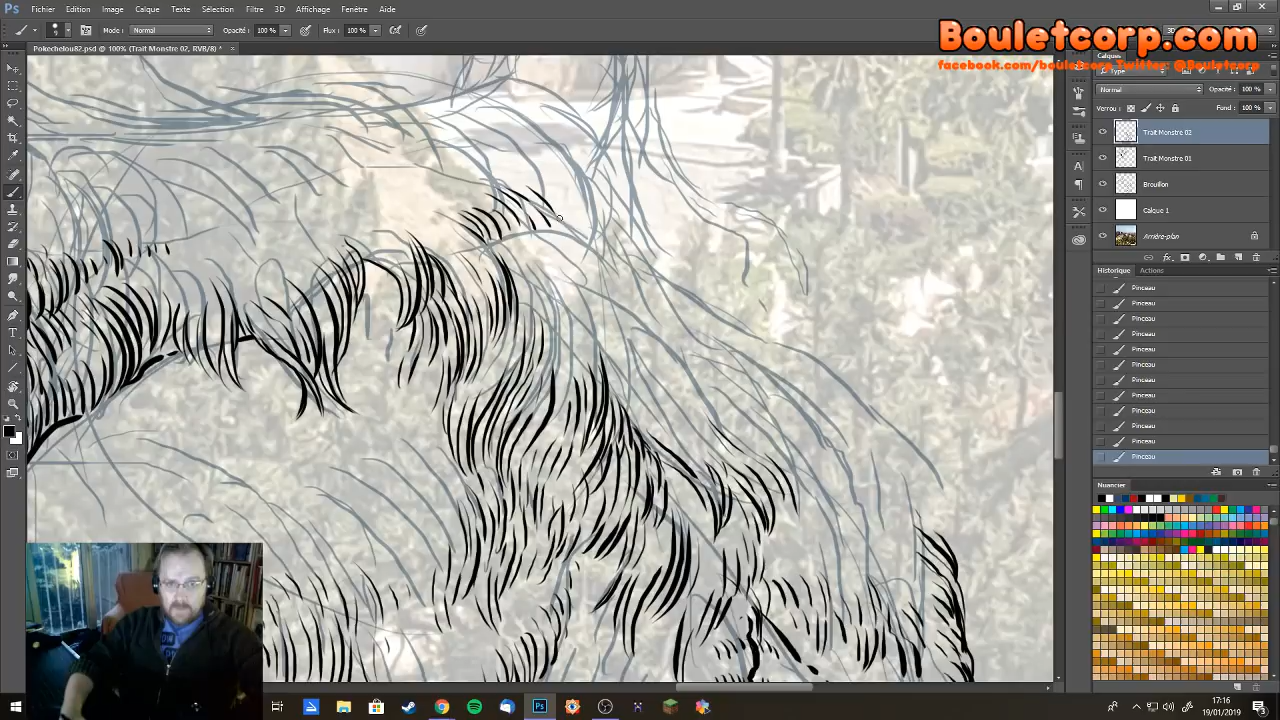 Ps Fichier Edition Image Calque Texte Sélection Filtre 3D Affichage Fenêtre Aide
Mode : Normal Opacité : 100 % Flux : 100 %
Pokechelou82.psd @ 100% (Trait Monstre 02, RVB/8) *
Bouletcorp.com
facebook.com/bouletcorp Twitter: @Bouletcorp
Calques
Type
Normal Opacité : 100 %
Verrou : Fond : 100 %
Trait Monstre 02
Trait Monstre 01
Brouillon
Calque 1
Arrière-plan
Historique Actions
Pinceau
Pinceau
Pinceau
Pinceau
Pinceau
Pinceau
Pinceau
Pinceau
Pinceau
Pinceau
Pinceau
Pinceau
Nuancier
17:16
19/01/2019